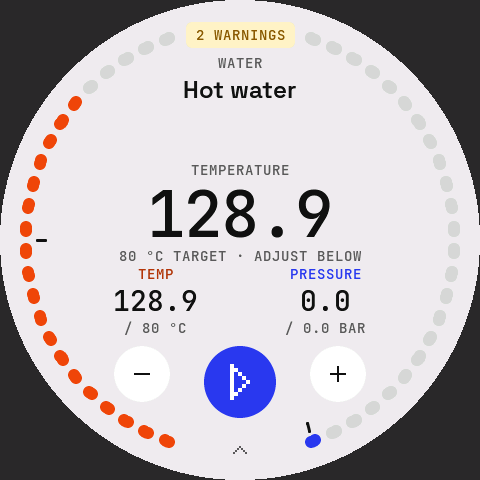 2 WARNINGS
WATER
Hot water
TEMPERATURE
128.9
80 °C TARGET · ADJUST BELOW
TEMP PRESSURE
128.9 0.0
/ 80 °C / 0.0 BAR